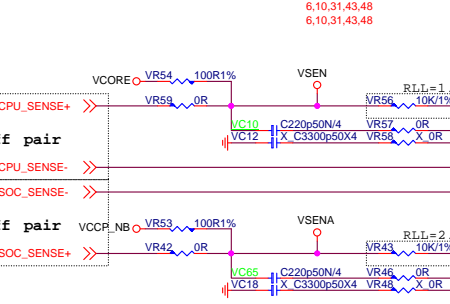 6,10,31,43,48
6,10,31,43,48
VCORE VR54 100R1% VSEN RLL=1
CPU_SENSE+ VR59 0R VR56 10K/1%
VC10 C220p50N/4 VR57 0R
VC12 X_C3300p50X4 VR58 X_0R
ff pair
CPU_SENSE-
SOC_SENSE-
ff pair VCCP_NB VR53 100R1% VSENA RLL=2
SOC_SENSE+ VR42 0R VR43 10K/1%
VC65 C220p50N/4 VR46 0R
VC18 X_C3300p50X4 VR48 X_0R